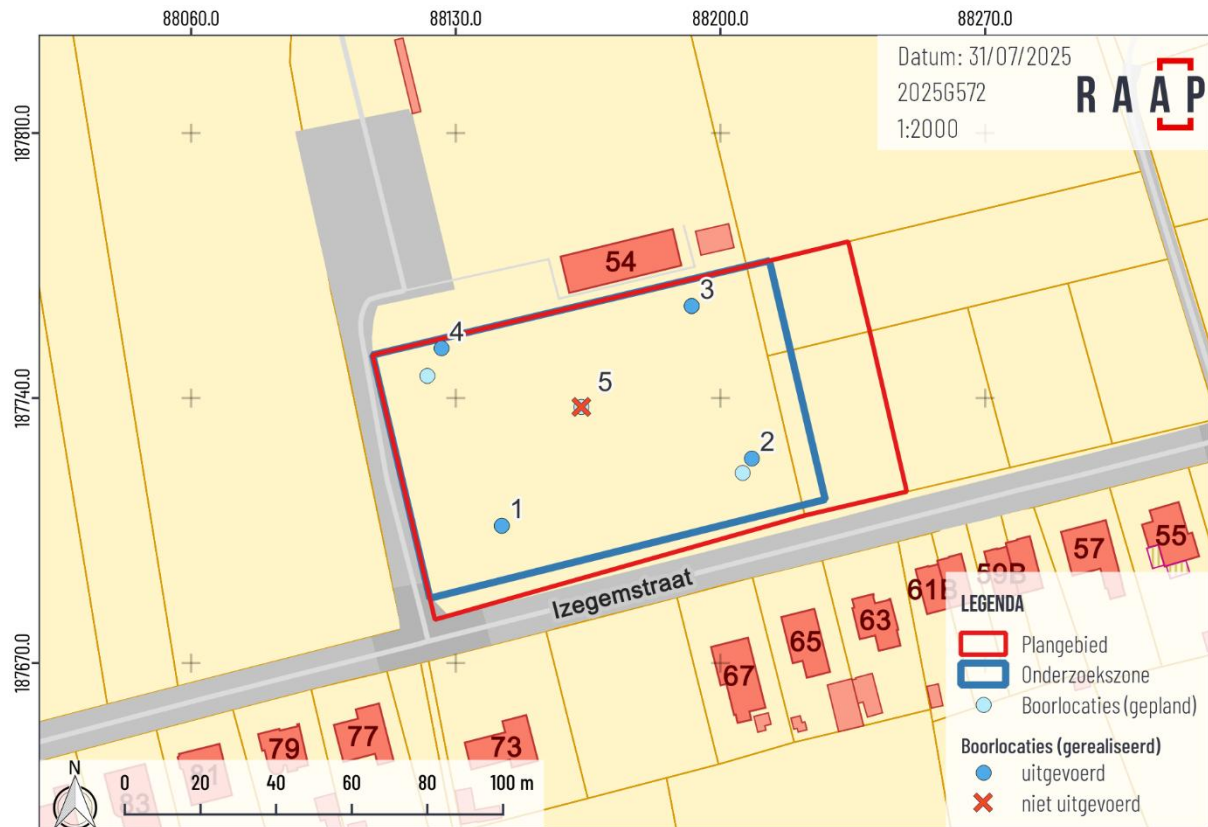 88060.0 88130.0 88200.0 88270.0
187810.0
187740.0
187670.0
Datum: 31/07/2025
2025G572
1:2000
RAAP
54
3
4
5
2
1
Izegemstraat
55
57
59B
61B
63
65
67
73
77
79
81
83
LEGENDA
Plangebied
Onderzoekszone
Boorlocaties (gepland)
Boorlocaties (gerealiseerd)
uitgevoerd
niet uitgevoerd
N
0 20 40 60 80 100 m